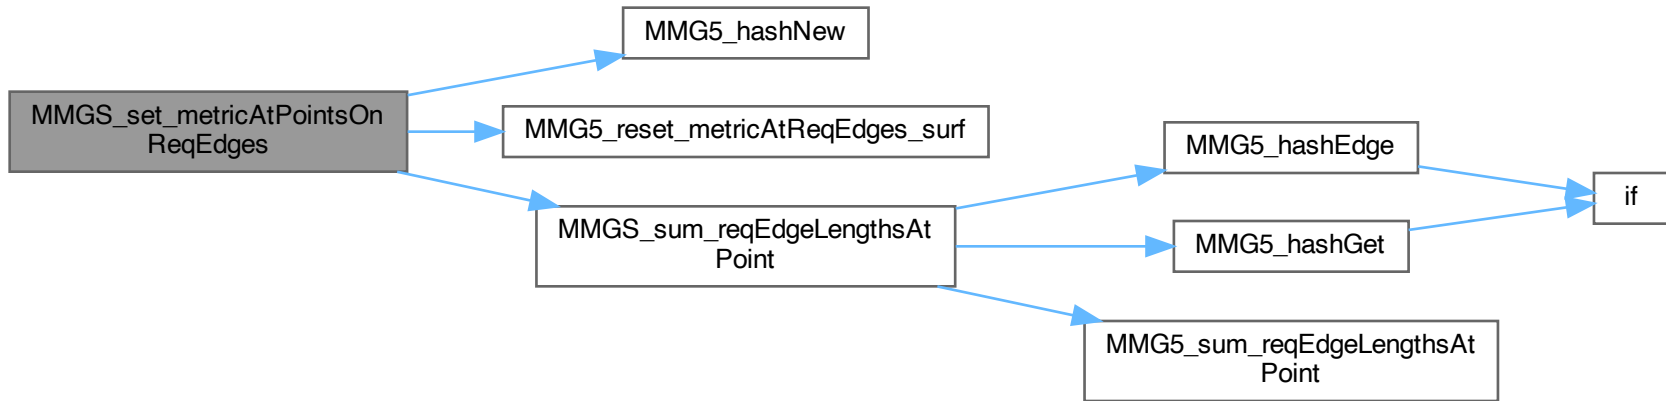 MMGS_set_metricAtPointsOn
ReqEdges
MMG5_hashNew
MMG5_reset_metricAtReqEdges_surf
MMGS_sum_reqEdgeLengthsAt
Point
MMG5_hashEdge
MMG5_hashGet
MMG5_sum_reqEdgeLengthsAt
Point
if